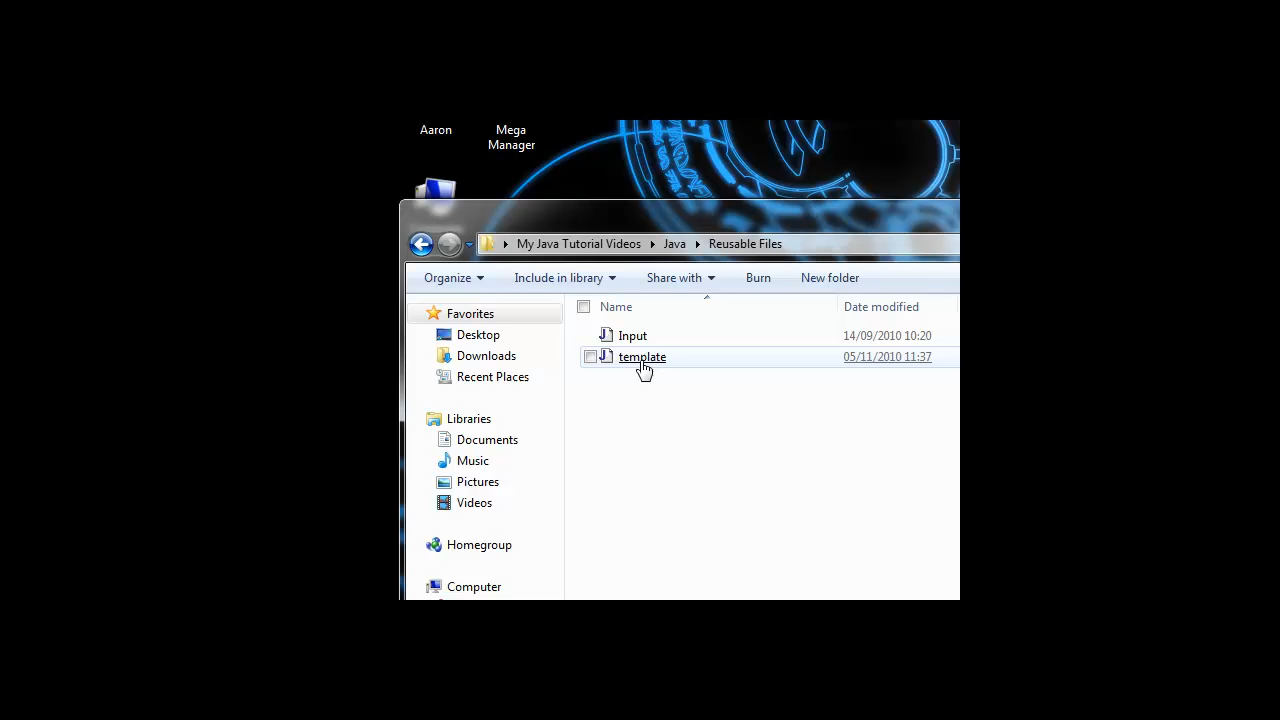 Aaron
Mega
Manager
My Java Tutorial Videos
Java
Reusable Files
Organize
Include in library
Share with
Burn
New folder
Favorites
Desktop
Downloads
Recent Places
Libraries
Documents
Music
Pictures
Videos
Homegroup
Computer
Name
Date modified
Input
14/09/2010 10:20
template
05/11/2010 11:37